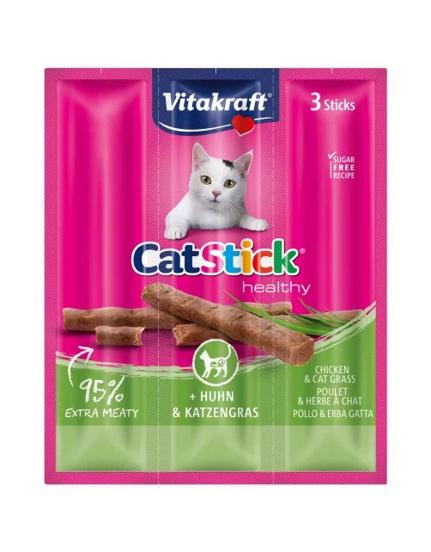 Vitakraft
3 Sticks
SUGAR
FREE
RECIPE
CatStick®
healthy
95%
EXTRA MEATY
+ HUHN
& KATZENGRAS
CHICKEN
& CAT GRASS
POULET
& HERBE À CHAT
POLLO & ERBA GATTA